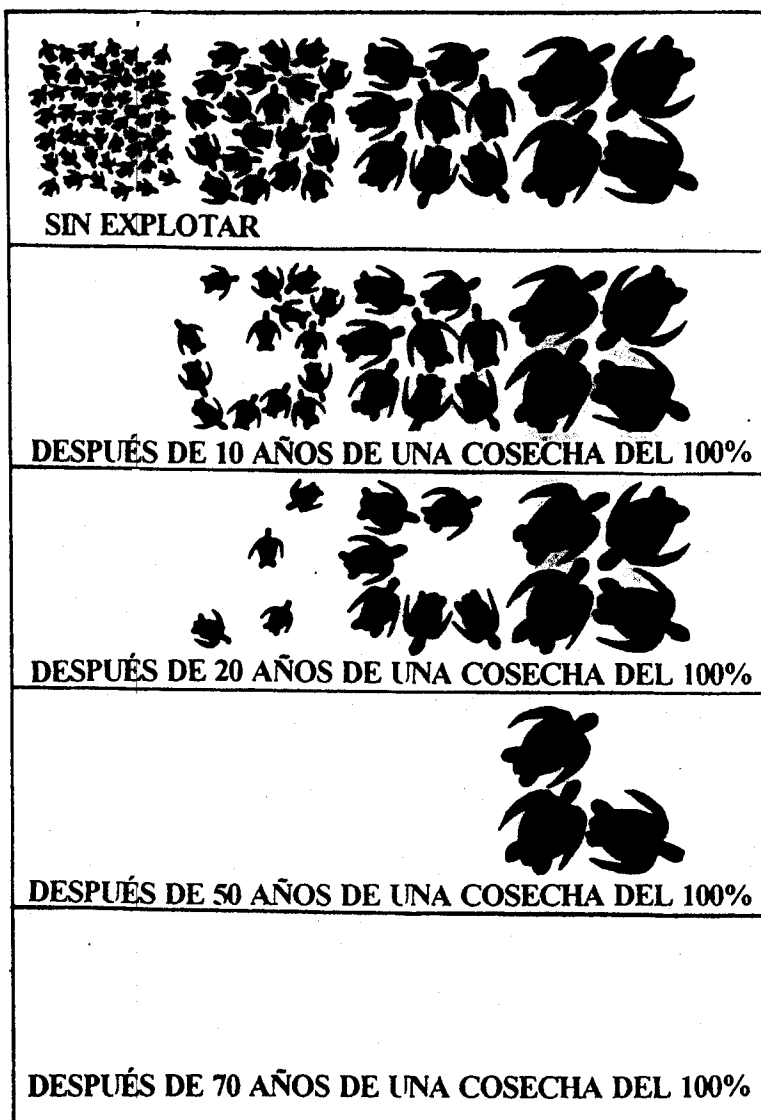 SIN EXPLOTAR
DESPUÉS DE 10 AÑOS DE UNA COSECHA DEL 100%
DESPUÉS DE 20 AÑOS DE UNA COSECHA DEL 100%
DESPUÉS DE 50 AÑOS DE UNA COSECHA DEL 100%
DESPUÉS DE 70 AÑOS DE UNA COSECHA DEL 100%